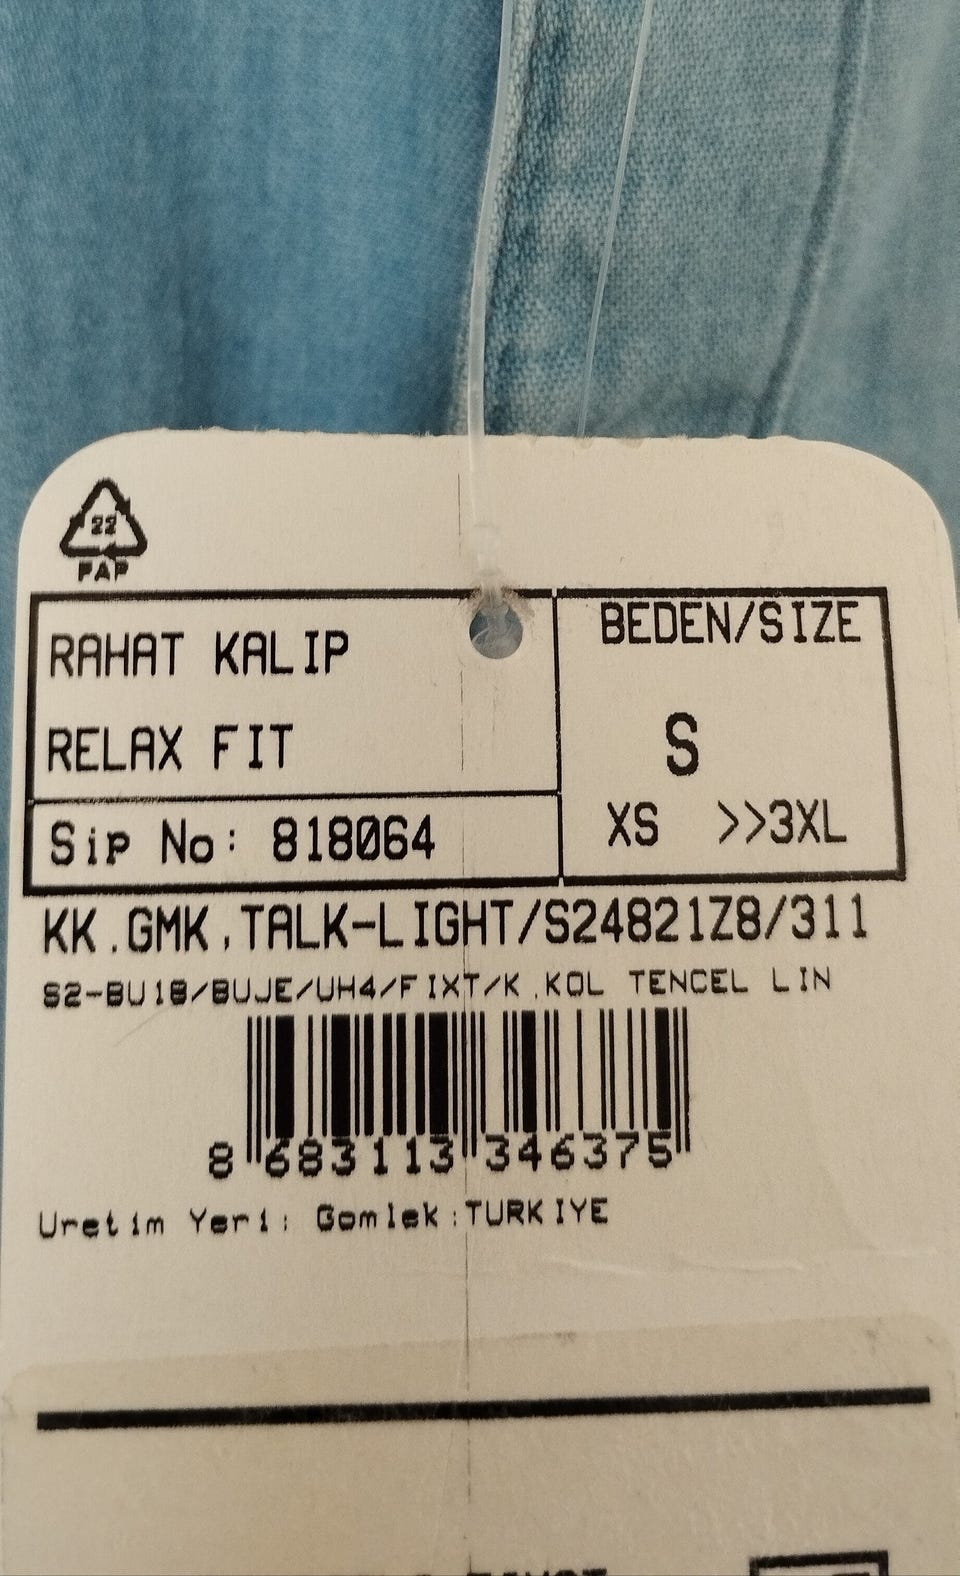 22
PAP
RAHAT KALIP
RELAX FIT
Sip No: 818064
BEDEN/SIZE
S
XS >>3XL
KK.GMK.TALK-LIGHT/S24821Z8/311
S2-BU18/BUJE/UH4/FIXT/K.KOL TENCEL LIN
8 683113 346375
Uretim Yeri: Gomlek:TURKIYE